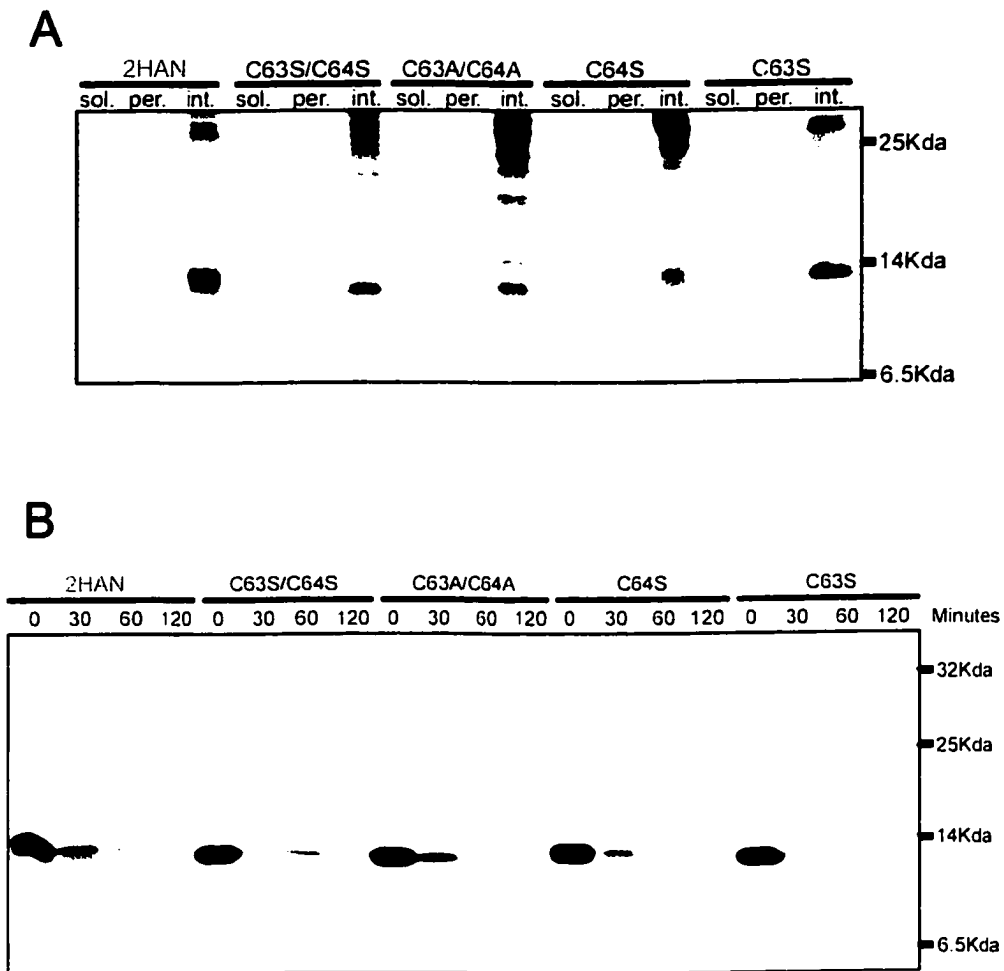 A
2HAN C63S/C64S C63A/C64A C64S C63S
sol. per. int. sol. per. int. sol. per. int. sol. per. int. sol. per. int.
25Kda
14Kda
6.5Kda
B
2HAN C63S/C64S C63A/C64A C64S C63S
0 30 60 120 0 30 60 120 0 30 60 120 0 30 60 120 0 30 60 120 Minutes
32Kda
25Kda
14Kda
6.5Kda